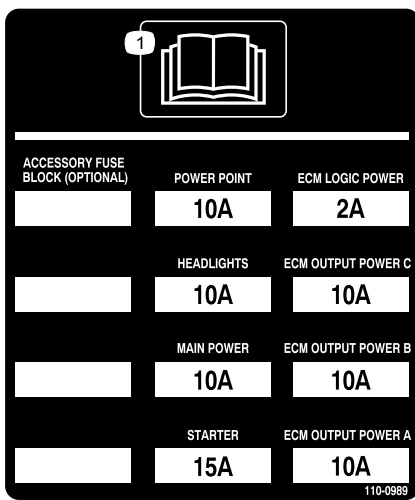 1
ACCESSORY FUSE
BLOCK (OPTIONAL)
POWER POINT
ECM LOGIC POWER
10A
2A
HEADLIGHTS
ECM OUTPUT POWER C
10A
10A
MAIN POWER
ECM OUTPUT POWER B
10A
10A
STARTER
ECM OUTPUT POWER A
15A
10A
110-0989